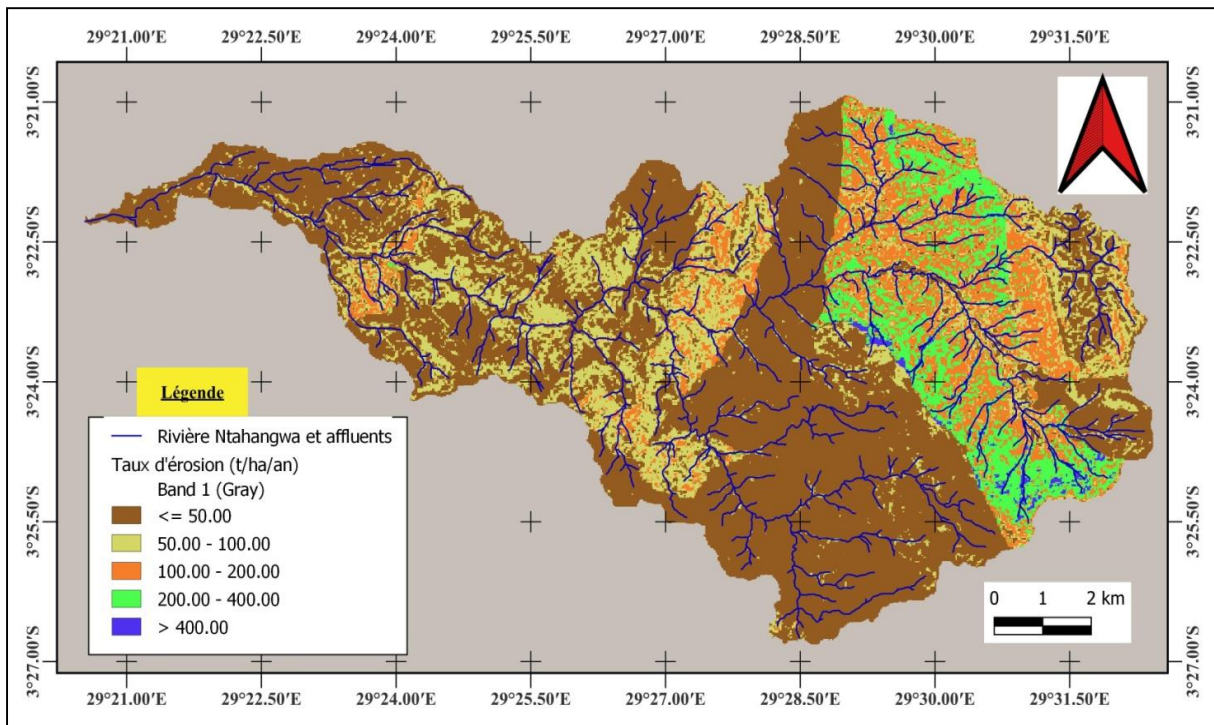 29°21.00′E 29°22.50′E 29°24.00′E 29°25.50′E 29°27.00′E 29°28.50′E 29°30.00′E 29°31.50′E
3°21.00′S 3°21.00′S
3°22.50′S 3°22.50′S
3°24.00′S 3°24.00′S
Légende
Rivière Ntahangwa et affluents
Taux d'érosion (t/ha/an)
Band 1 (Gray)
<= 50.00
50.00 - 100.00
100.00 - 200.00
200.00 - 400.00
> 400.00
3°25.50′S 3°25.50′S
0 1 2 km
3°27.00′S 3°27.00′S
29°21.00′E 29°22.50′E 29°24.00′E 29°25.50′E 29°27.00′E 29°28.50′E 29°30.00′E 29°31.50′E